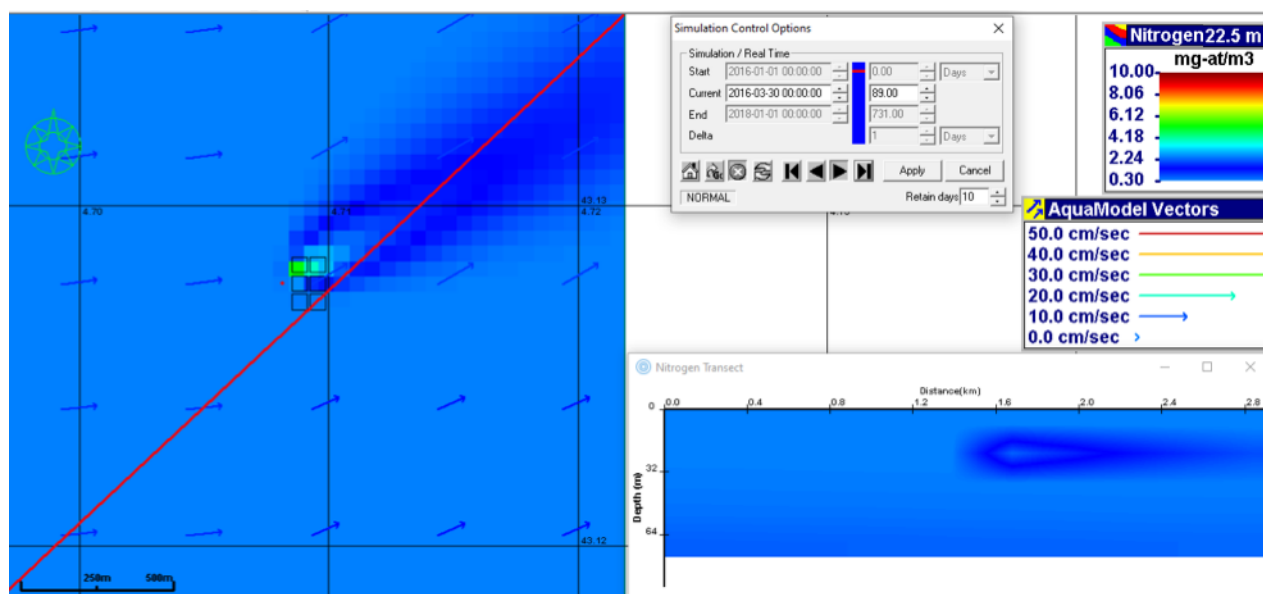 Simulation Control Options
Simulation / Real Time
Start 2016-01-01 00:00:00 0.00 Days
Current 2016-03-30 00:00:00 89.00
End 2018-01-01 00:00:00 731.00
Delta 1 Days
Apply Cancel
NORMAL Retain days 10
Nitrogen 22.5 m
mg-at/m3
10.00
8.06
6.12
4.18
2.24
0.30
AquaModel Vectors
50.0 cm/sec
40.0 cm/sec
30.0 cm/sec
20.0 cm/sec
10.0 cm/sec
0.0 cm/sec
43.13
4.70 4.71 4.72
43.12
250m 500m
Nitrogen Transect
Distance(km)
0.0 0.4 0.8 1.2 1.6 2.0 2.4 2.8
0
32
64
Depth (m)